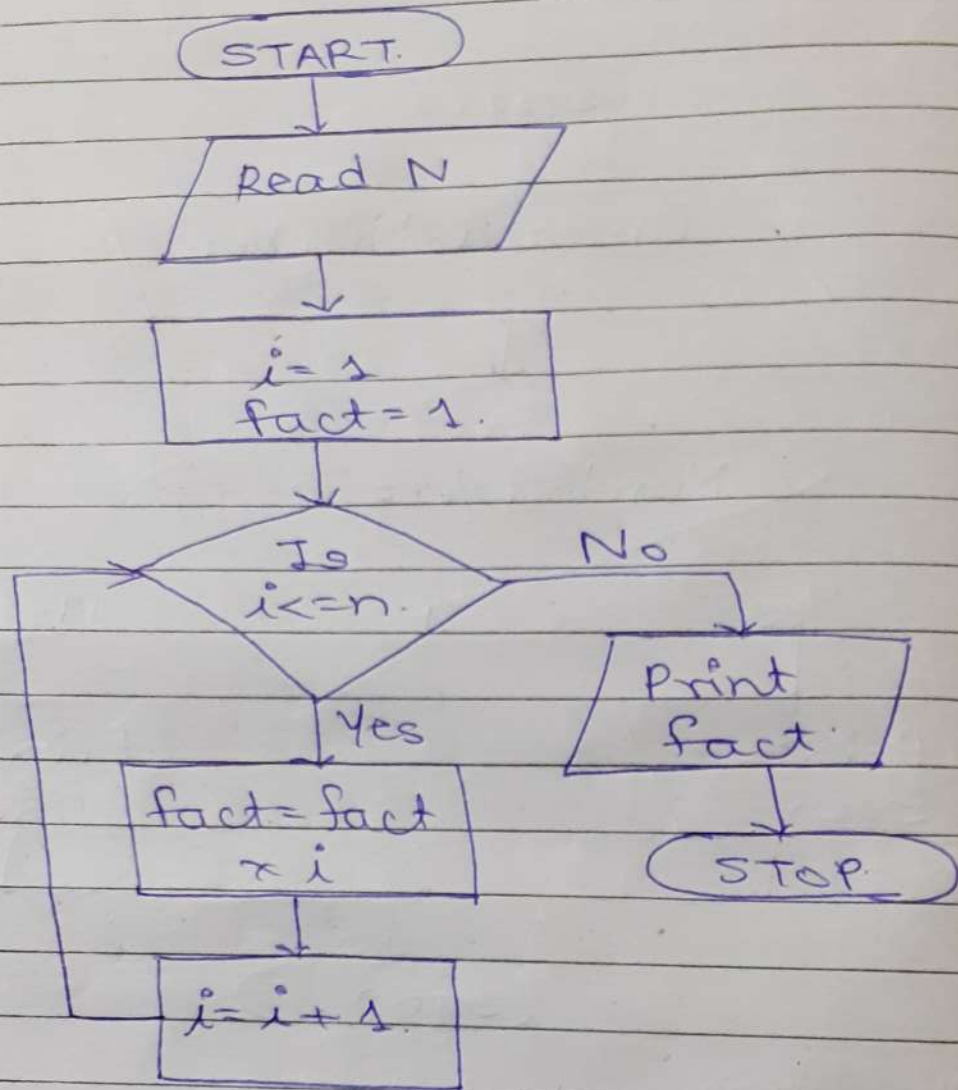 START.
Read N
i = 1
fact = 1.
Is
i<=n.
No
Yes
Print
fact.
fact = fact
x i
STOP.
i = i + 1.